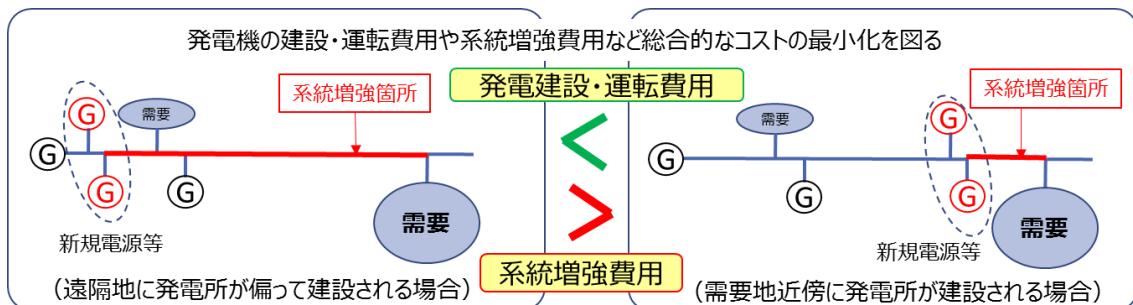 発電機の建設・運転費用や系統増強費用など総合的なコストの最小化を図る
系統増強箇所
G
需要
G
G
G
需要
新規電源等
(遠隔地に発電所が偏って建設される場合)
発電建設・運転費用
<
>
系統増強費用
系統増強箇所
需要
G
G
G
G
需要
新規電源等
(需要地近傍に発電所が建設される場合)